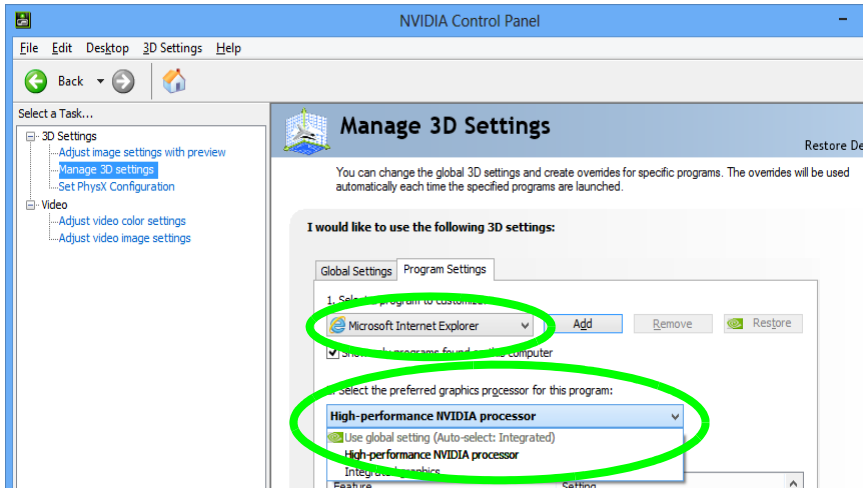 NVIDIA Control Panel
File Edit Desktop 3D Settings Help
Back
Select a Task...
3D Settings
Adjust image settings with preview
Manage 3D settings
Set PhysX Configuration
Video
Adjust video color settings
Adjust video image settings
Manage 3D Settings
Restore De
You can change the global 3D settings and create overrides for specific programs. The overrides will be used
automatically each time the specified programs are launched.
I would like to use the following 3D settings:
Global Settings Program Settings
1. Select a program to customize:
Microsoft Internet Explorer Add Remove Restore
Show only programs found on this computer
Select the preferred graphics processor for this program:
High-performance NVIDIA processor
Use global setting (Auto-select: Integrated)
High-performance NVIDIA processor
Integrated graphics
Feature Setting